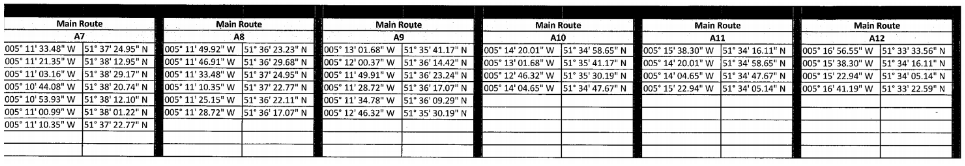 Main Route Main Route Main Route Main Route Main Route Main Route
A7 A8 A9 A10 A11 A12
005° 11' 33.48" W 51° 37' 24.95" N 005° 11' 49.92" W 51° 36' 23.23" N 005° 13' 01.68" W 51° 35' 41.17" N 005° 14' 20.01" W 51° 34' 58.65" N 005° 15' 38.30" W 51° 34' 16.11" N 005° 16' 56.55" W 51° 33' 33.56" N
005° 11' 21.35" W 51° 38' 12.95" N 005° 11' 46.91" W 51° 36' 29.68" N 005° 12' 00.37" W 51° 36' 14.42" N 005° 13' 01.68" W 51° 35' 41.17" N 005° 14' 20.01" W 51° 34' 58.65" N 005° 15' 38.30" W 51° 34' 16.11" N
005° 11' 03.16" W 51° 38' 29.17" N 005° 11' 33.48" W 51° 37' 24.95" N 005° 11' 49.91" W 51° 36' 23.24" N 005° 12' 46.32" W 51° 35' 30.19" N 005° 14' 04.65" W 51° 34' 47.67" N 005° 15' 22.94" W 51° 34' 05.14" N
005° 10' 44.08" W 51° 38' 20.74" N 005° 11' 10.35" W 51° 37' 22.77" N 005° 11' 28.72" W 51° 36' 17.07" N 005° 14' 04.65" W 51° 34' 47.67" N 005° 15' 22.94" W 51° 34' 05.14" N 005° 16' 41.19" W 51° 33' 22.59" N
005° 10' 53.93" W 51° 38' 12.10" N 005° 11' 25.15" W 51° 36' 22.11" N 005° 11' 34.78" W 51° 36' 09.29" N
005° 11' 00.99" W 51° 38' 01.22" N 005° 11' 28.72" W 51° 36' 17.07" N 005° 12' 46.32" W 51° 35' 30.19" N
005° 11' 10.35" W 51° 37' 22.77" N